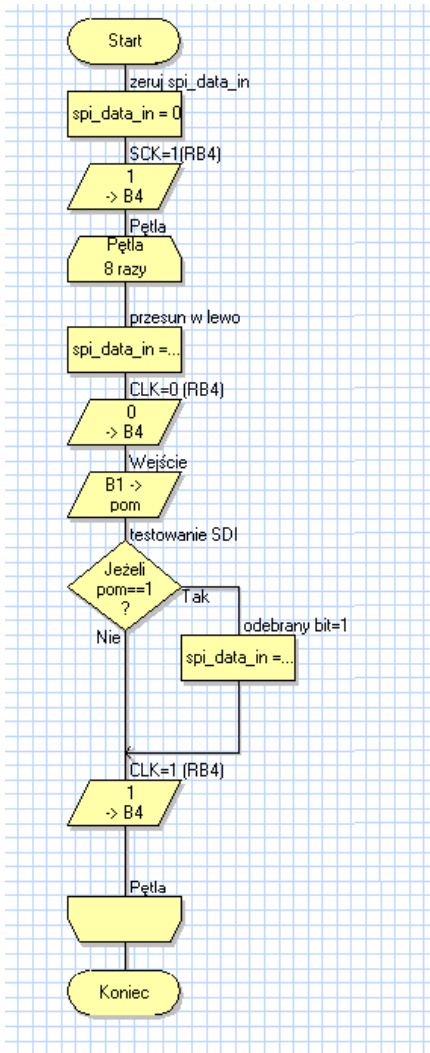 Start
zeruj spi_data_in
spi_data_in = 0
SCK=1(RB4)
1
-> B4
Pętla
Pętla
8 razy
przesun w lewo
spi_data_in =...
CLK=0 (RB4)
0
-> B4
Wejście
B1 ->
pom
testowanie SDI
Jeżeli
pom==1
?
Tak
Nie
odebrany bit=1
spi_data_in =...
CLK=1 (RB4)
1
-> B4
Pętla
Koniec